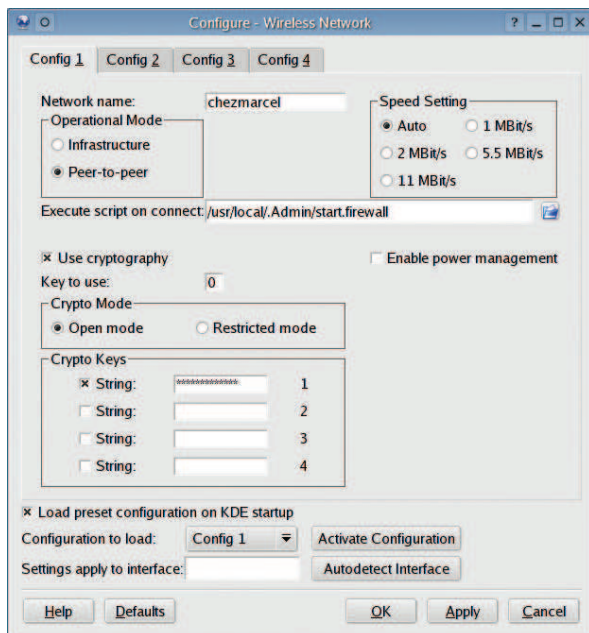 Configure - Wireless Network
Config 1 Config 2 Config 3 Config 4
Network name: chezmarcel
Operational Mode
Infrastructure
Peer-to-peer
Speed Setting
Auto 1 MBit/s
2 MBit/s 5.5 MBit/s
11 MBit/s
Execute script on connect: /usr/local/.Admin/start.firewall
Use cryptography
Enable power management
Key to use: 0
Crypto Mode
Open mode Restricted mode
Crypto Keys
String: ************* 1
String: 2
String: 3
String: 4
Load preset configuration on KDE startup
Configuration to load: Config 1 Activate Configuration
Settings apply to interface: Autodetect Interface
Help Defaults OK Apply Cancel